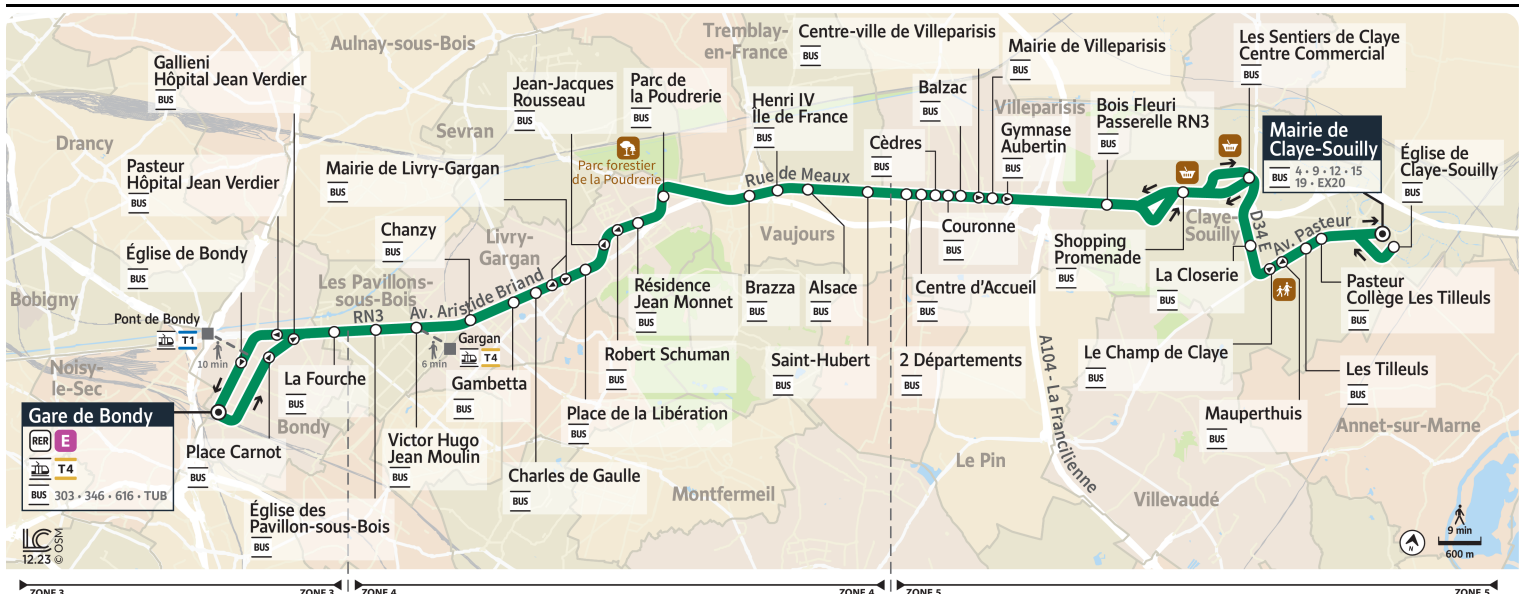 Aulnay-sous-Bois
Tremblay-
en-France
Centre-ville de Villeparisis
BUS
Mairie de Villeparisis
BUS
Les Sentiers de Claye
Centre Commercial
BUS
Gallieni
Hôpital Jean Verdier
BUS
Jean-Jacques
Rousseau
BUS
Parc de
la Poudrerie
BUS
Henri IV
Île de France
BUS
Balzac
BUS
Villeparisis
Bois Fleuri
Passerelle RN3
BUS
Drancy
Sevran
Cèdres
BUS
Gymnase
Aubertin
BUS
Mairie de
Claye-Souilly
BUS
4 • 9 • 12 • 15
19 • EX20
Église de
Claye-Souilly
BUS
Pasteur
Hôpital Jean Verdier
BUS
Mairie de Livry-Gargan
BUS
Parc forestier
de la Poudrerie
Rue de Meaux
Chanzy
BUS
Livry-
Gargan
Vaujours
Couronne
BUS
Claye-
Souilly
D34 E
Av. Pasteur
Shopping
Promenade
BUS
Église de Bondy
BUS
La Closerie
BUS
Bobigny
Les Pavillons-
sous-Bois
RN3
Av. Aristide Briand
Résidence
Jean Monnet
BUS
Brazza
BUS
Alsace
BUS
Centre d’Accueil
BUS
Pasteur
Collège Les Tilleuls
BUS
Pont de Bondy
T1
10 min
Gargan
T4
6 min
Noisy-
le-Sec
Robert Schuman
BUS
Saint-Hubert
BUS
2 Départements
BUS
A104 - La Francilienne
Le Champ de Claye
BUS
Les Tilleuls
BUS
La Fourche
BUS
Gambetta
BUS
Gare de Bondy
RER E
T4
BUS 303 • 346 • 616 • TUB
Bondy
Place de la Libération
BUS
Mauperthuis
BUS
Annet-sur-Marne
Place Carnot
BUS
Victor Hugo
Jean Moulin
BUS
Charles de Gaulle
BUS
Le Pin
Montfermeil
Villevaudé
Église des
Pavillon-sous-Bois
BUS
LC
12.23 © OSM
N
9 min
600 m
ZONE 3
ZONE 3
ZONE 4
ZONE 4
ZONE 5
ZONE 5